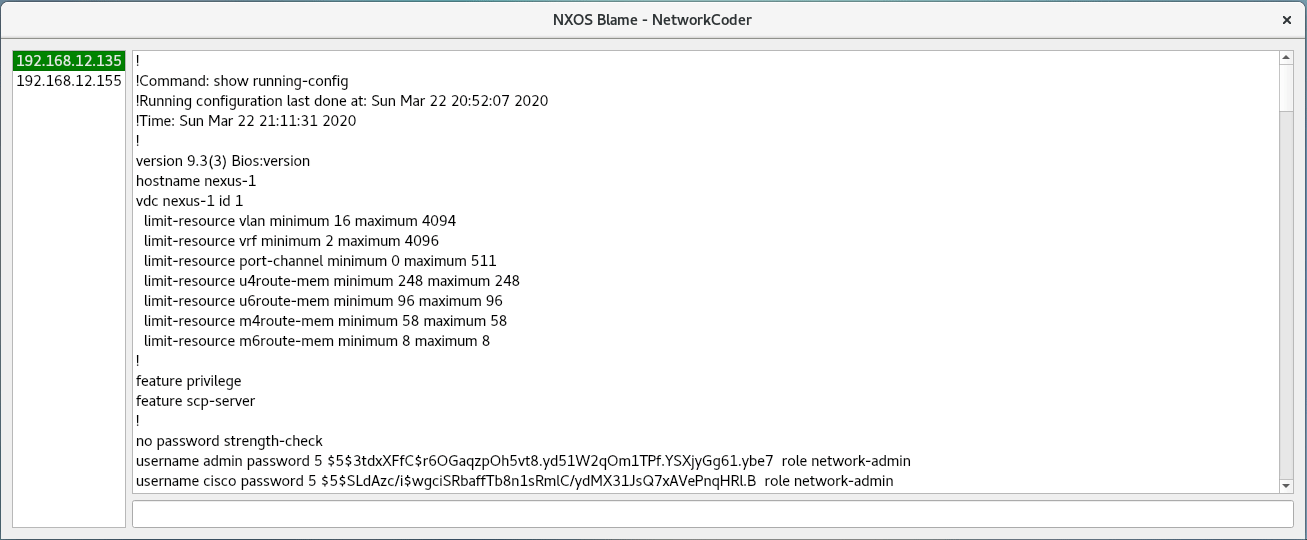 NXOS Blame - NetworkCoder
192.168.12.135
192.168.12.155
!
!Command: show running-config
!Running configuration last done at: Sun Mar 22 20:52:07 2020
!Time: Sun Mar 22 21:11:31 2020
!
version 9.3(3) Bios:version
hostname nexus-1
vdc nexus-1 id 1
  limit-resource vlan minimum 16 maximum 4094
  limit-resource vrf minimum 2 maximum 4096
  limit-resource port-channel minimum 0 maximum 511
  limit-resource u4route-mem minimum 248 maximum 248
  limit-resource u6route-mem minimum 96 maximum 96
  limit-resource m4route-mem minimum 58 maximum 58
  limit-resource m6route-mem minimum 8 maximum 8
!
feature privilege
feature scp-server
!
no password strength-check
username admin password 5 $5$3tdxXFfC$r6OGaqzpOh5vt8.yd51W2qOm1TPf.YSXjyGg61.ybe7  role network-admin
username cisco password 5 $5$SLdAzc/i$wgciSRbaffTb8n1sRmlC/ydMX31JsQ7xAVePnqHRl.B  role network-admin